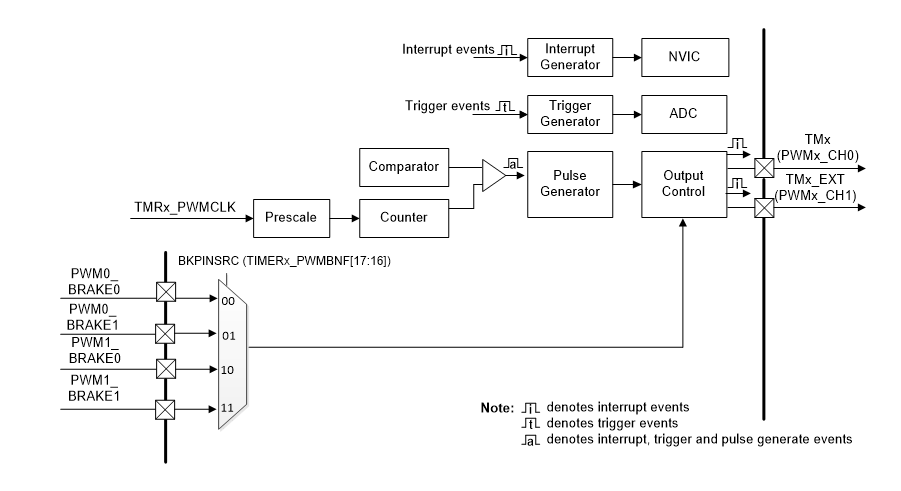 Interrupt events i
Interrupt
Generator
NVIC
Trigger events t
Trigger
Generator
ADC
Comparator
a
Pulse
Generator
Output
Control
i
TMx
(PWMx_CH0)
i
TMx_EXT
(PWMx_CH1)
TMRx_PWMCLK
Prescale
Counter
BKPINSRC (TIMERx_PWMBNF[17:16])
PWM0_
BRAKE0
00
PWM0_
BRAKE1
01
PWM1_
BRAKE0
10
PWM1_
BRAKE1
11
Note: i denotes interrupt events
t denotes trigger events
a denotes interrupt, trigger and pulse generate events